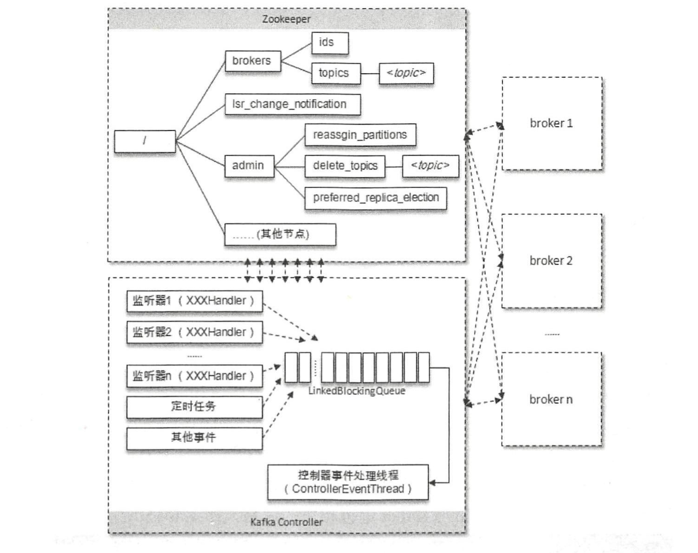 Zookeeper
ids
brokers
topics
<topic>
lsr_change_notification
/
reassgin_partitions
admin
delete_topics
<topic>
preferred_replica_election
...... (其他节点)
broker 1
broker 2
......
broker n
监听器1 （ XXXHandler）
监听器2 （ XXXHandler）
......
监听器n （ XXXHandler）
定时任务
其他事件
LinkedBlockingQueue
控制器事件处理线程
（ControllerEventThread）
Kafka Controller